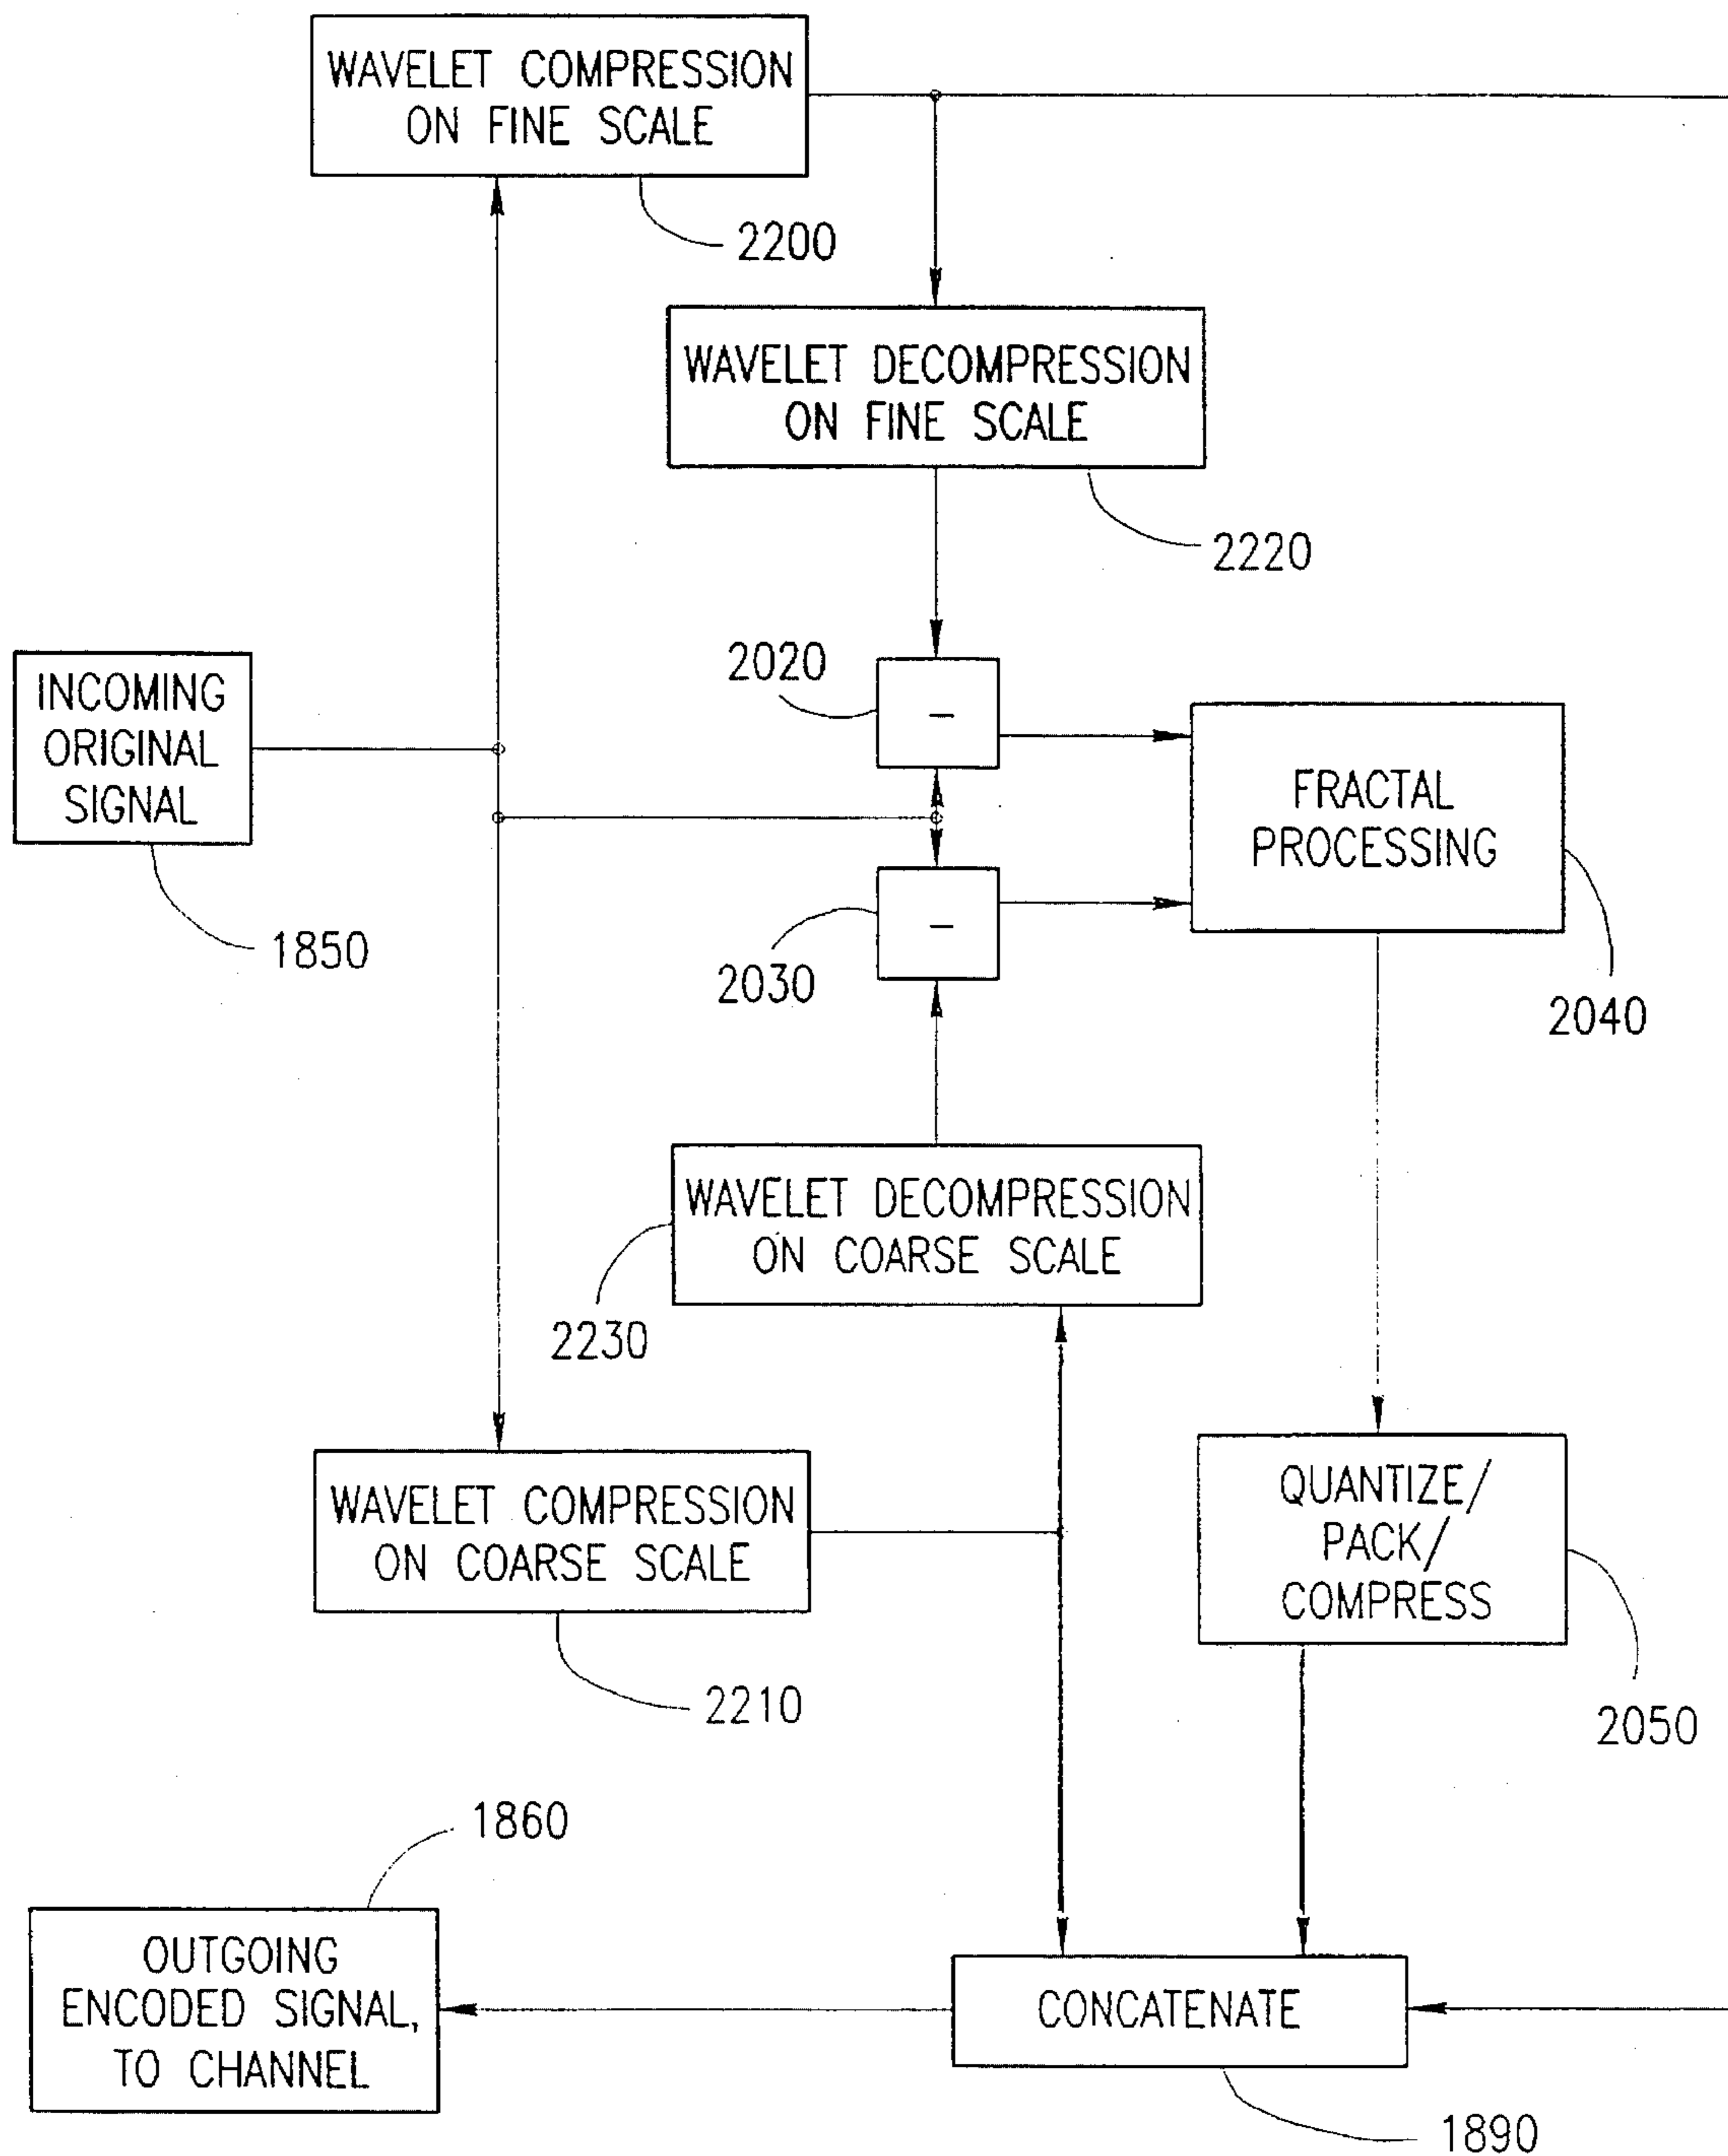 WAVELET COMPRESSION
ON FINE SCALE
2200
WAVELET DECOMPRESSION
ON FINE SCALE
2220
INCOMING
ORIGINAL
SIGNAL
1850
2020
−
2030
−
FRACTAL
PROCESSING
2040
WAVELET DECOMPRESSION
ON COARSE SCALE
2230
WAVELET COMPRESSION
ON COARSE SCALE
2210
QUANTIZE/
PACK/
COMPRESS
2050
1860
OUTGOING
ENCODED SIGNAL,
TO CHANNEL
CONCATENATE
1890